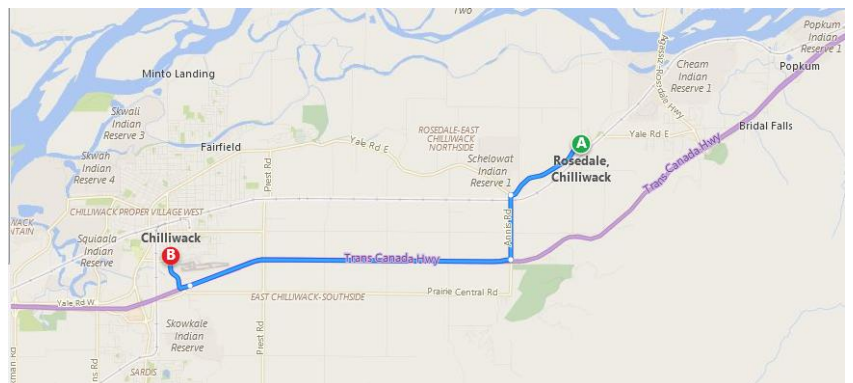 Two
Popkum
Indian
Reserve 1
Minto Landing
Agassiz-Rosedale Hwy
Cheam
Indian
Reserve 1
Popkum
Skwali
Indian
Reserve 3
Bridal Falls
Fairfield
ROSEDALE-EAST
CHILLIWACK
NORTHSIDE
Yale Rd E
Yale Rd E
A
Rosedale,
Chilliwack
Skwah
Indian
Reserve 4
Prest Rd
Schelowat
Indian
Reserve 1
Trans Canada Hwy
CHILLIWACK PROPER VILLAGE WEST
Annis Rd
Squiaala
Indian
Reserve
Chilliwack
B
Trans Canada Hwy
Prairie Central Rd
EAST CHILLIWACK-SOUTHSIDE
Yale Rd W
Skowkale
Indian
Reserve
Prest Rd
SARDIS